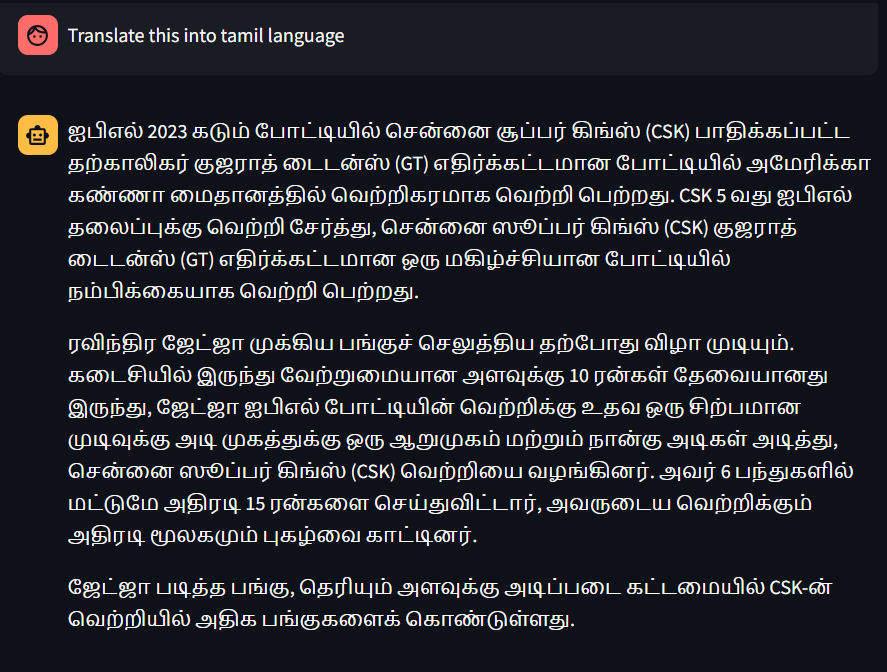 Translate this into tamil language
ஐபிஎல் 2023 கடும் போட்டியில் சென்னை சூப்பர் கிங்ஸ் (CSK) பாதிக்கப்பட்ட
தற்காலிகர் குஜராத் டைடன்ஸ் (GT) எதிர்க்கட்டமான போட்டியில் அமேரிக்கா
கண்ணா மைதானத்தில் வெற்றிகரமாக வெற்றி பெற்றது. CSK 5 வது ஐபிஎல்
தலைப்புக்கு வெற்றி சேர்த்து, சென்னை ஸூப்பர் கிங்ஸ் (CSK) குஜராத்
டைடன்ஸ் (GT) எதிர்க்கட்டமான ஒரு மகிழ்ச்சியான போட்டியில்
நம்பிக்கையாக வெற்றி பெற்றது.
ரவிந்திர ஜேட்ஜா முக்கிய பங்குச் செலுத்திய தற்போது விழா முடியும்.
கடைசியில் இருந்து வேற்றுமையான அளவுக்கு 10 ரன்கள் தேவையானது
இருந்து, ஜேட்ஜா ஐபிஎல் போட்டியின் வெற்றிக்கு உதவ ஒரு சிற்பமான
முடிவுக்கு அடி முகத்துக்கு ஒரு ஆறுமுகம் மற்றும் நான்கு அடிகள் அடித்து,
சென்னை ஸூப்பர் கிங்ஸ் (CSK) வெற்றியை வழங்கினர். அவர் 6 பந்துகளில்
மட்டுமே அதிரடி 15 ரன்களை செய்துவிட்டார், அவருடைய வெற்றிக்கும்
அதிரடி மூலகமும் புகழ்வை காட்டினர்.
ஜேட்ஜா படித்த பங்கு, தெரியும் அளவுக்கு அடிப்படை கட்டமையில் CSK-ன்
வெற்றியில் அதிக பங்குகளைக் கொண்டுள்ளது.